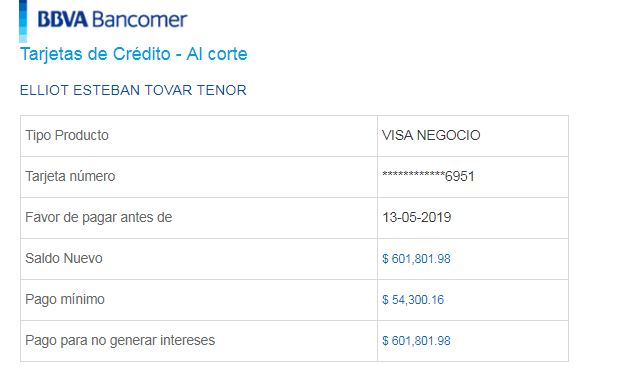 BBVA Bancomer
Tarjetas de Crédito - Al corte
ELLIOT ESTEBAN TOVAR TENOR
Tipo Producto VISA NEGOCIO
Tarjeta número ************6951
Favor de pagar antes de 13-05-2019
Saldo Nuevo $ 601,801.98
Pago mínimo $ 54,300.16
Pago para no generar intereses $ 601,801.98